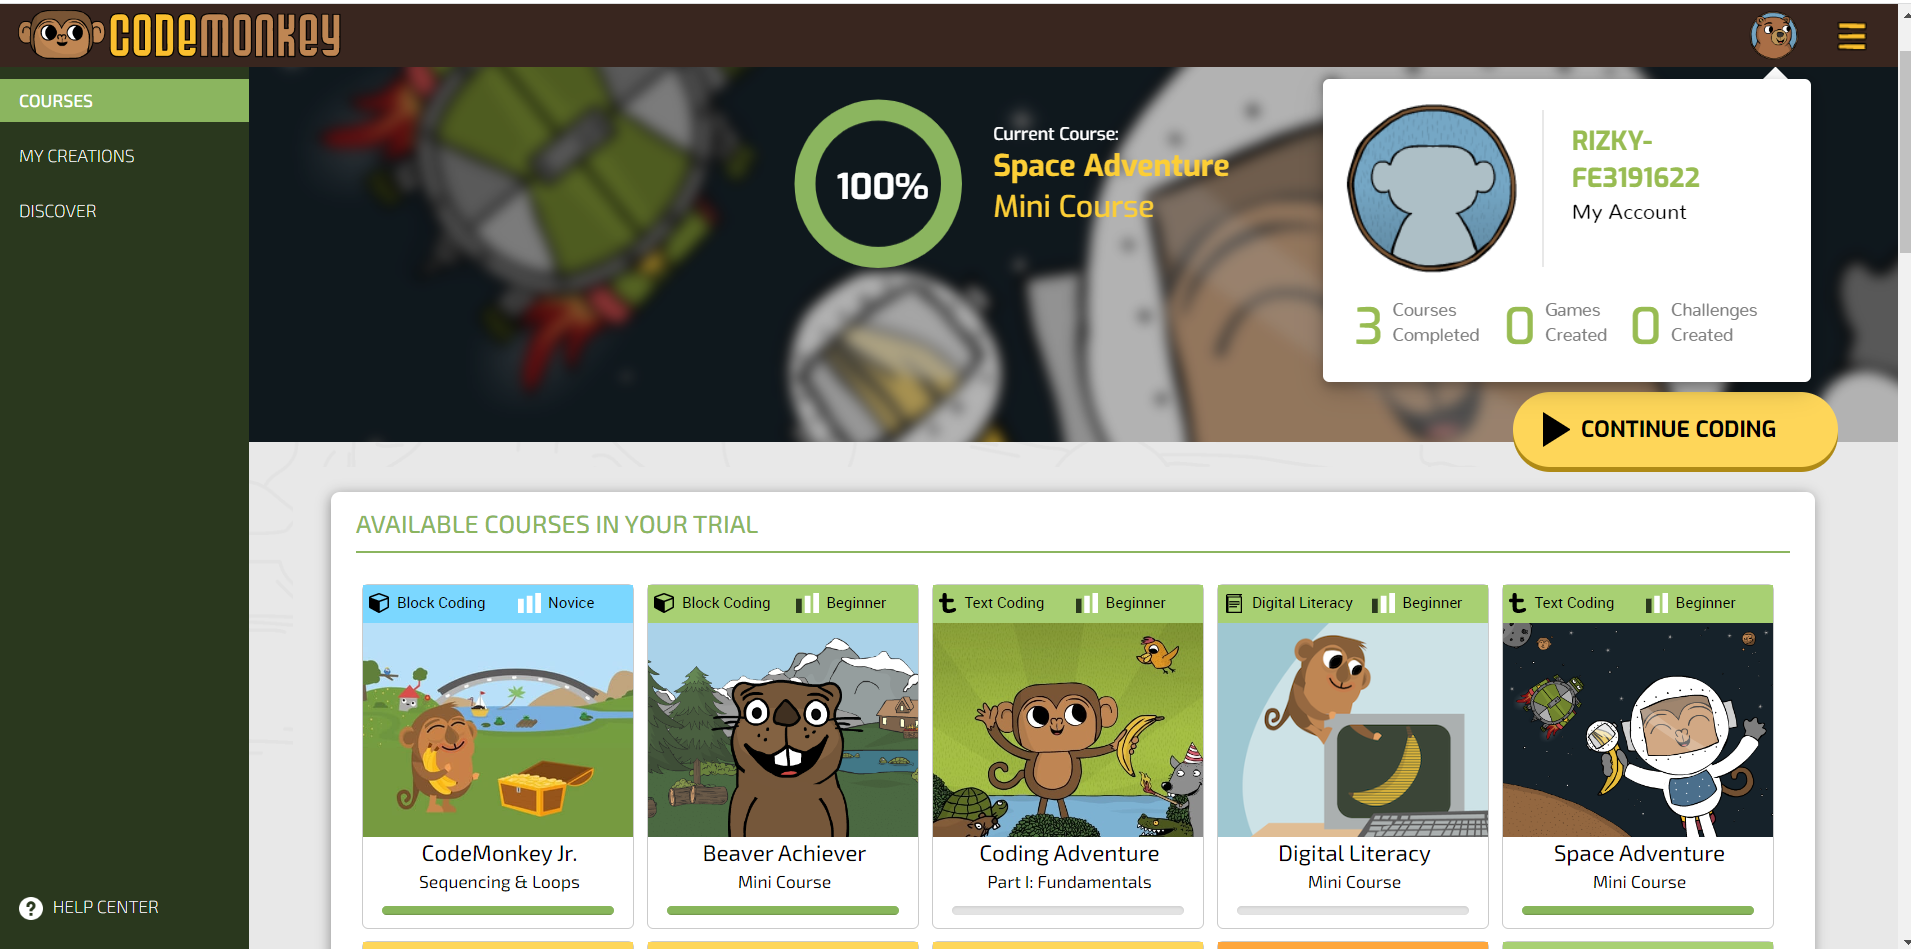 CODEMONKEY
COURSES
MY CREATIONS
DISCOVER
HELP CENTER
100%
Current Course:
Space Adventure
Mini Course
RIZKY-
FE3191622
My Account
3 Courses
Completed
0 Games
Created
0 Challenges
Created
CONTINUE CODING
AVAILABLE COURSES IN YOUR TRIAL
Block Coding Novice
CodeMonkey Jr.
Sequencing & Loops
Block Coding Beginner
Beaver Achiever
Mini Course
Text Coding Beginner
Coding Adventure
Part I: Fundamentals
Digital Literacy Beginner
Digital Literacy
Mini Course
Text Coding Beginner
Space Adventure
Mini Course